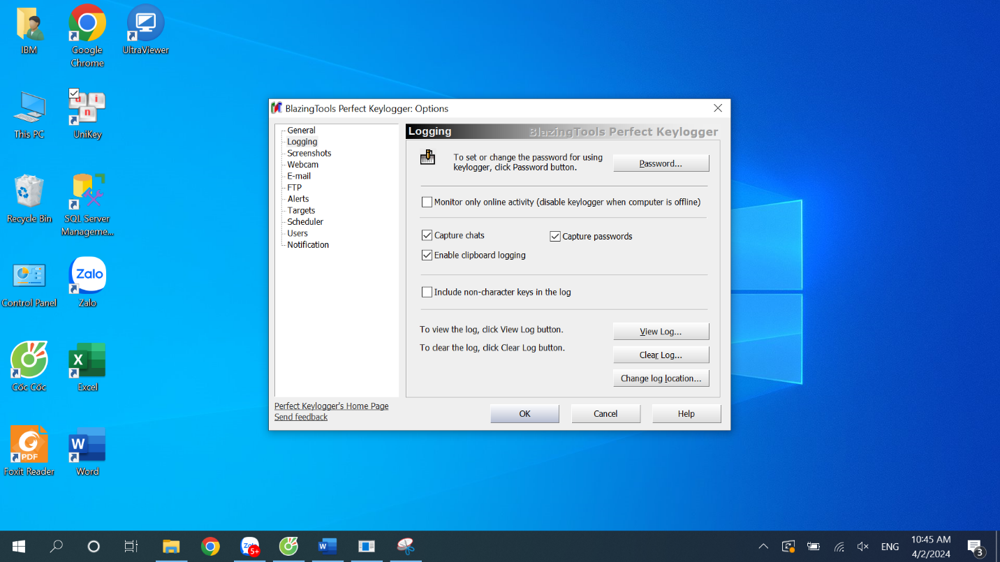 IBM
Google
Chrome
UltraViewer
This PC
UniKey
Recycle Bin
SQL Server
Manageme...
Control Panel
Zalo
Zalo
Cốc Cốc
X
Excel
PDF
Foxit Reader
W
Word
BlazingTools Perfect Keylogger: Options
General
Logging
Screenshots
Webcam
E-mail
FTP
Alerts
Targets
Scheduler
Users
Notification
Logging
BlazingTools Perfect Keylogger
To set or change the password for using
keylogger, click Password button.
Password...
Monitor only online activity (disable keylogger when computer is offline)
Capture chats
Capture passwords
Enable clipboard logging
Include non-character keys in the log
To view the log, click View Log button.
View Log...
To clear the log, click Clear Log button.
Clear Log...
Change log location...
Perfect Keylogger's Home Page
Send feedback
OK
Cancel
Help
5+
W
ENG
10:45 AM
4/2/2024
3